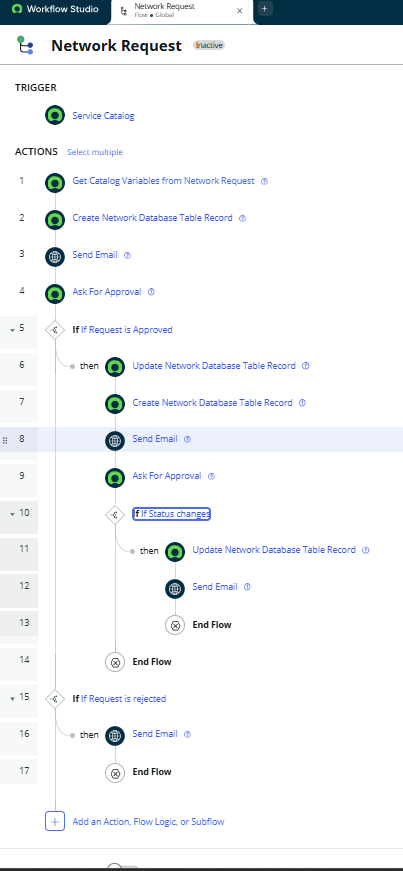 Workflow Studio
Network Request
Flow • Global
Network Request
Inactive
TRIGGER
Service Catalog
ACTIONS Select multiple
1 Get Catalog Variables from Network Request
2 Create Network Database Table Record
3 Send Email
4 Ask For Approval
5 If If Request is Approved
6 then Update Network Database Table Record
7 Create Network Database Table Record
8 Send Email
9 Ask For Approval
10 If If Status changes
11 then Update Network Database Table Record
12 Send Email
13 End Flow
14 End Flow
15 If If Request is rejected
16 then Send Email
17 End Flow
Add an Action, Flow Logic, or Subflow